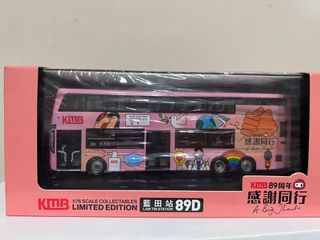 KMB
感謝同行
KMB
1/76 SCALE COLLECTABLES
LIMITED EDITION
藍田站
LAM TIN STATION
89D
KMB 89周年
感謝同行
A Big Thanks